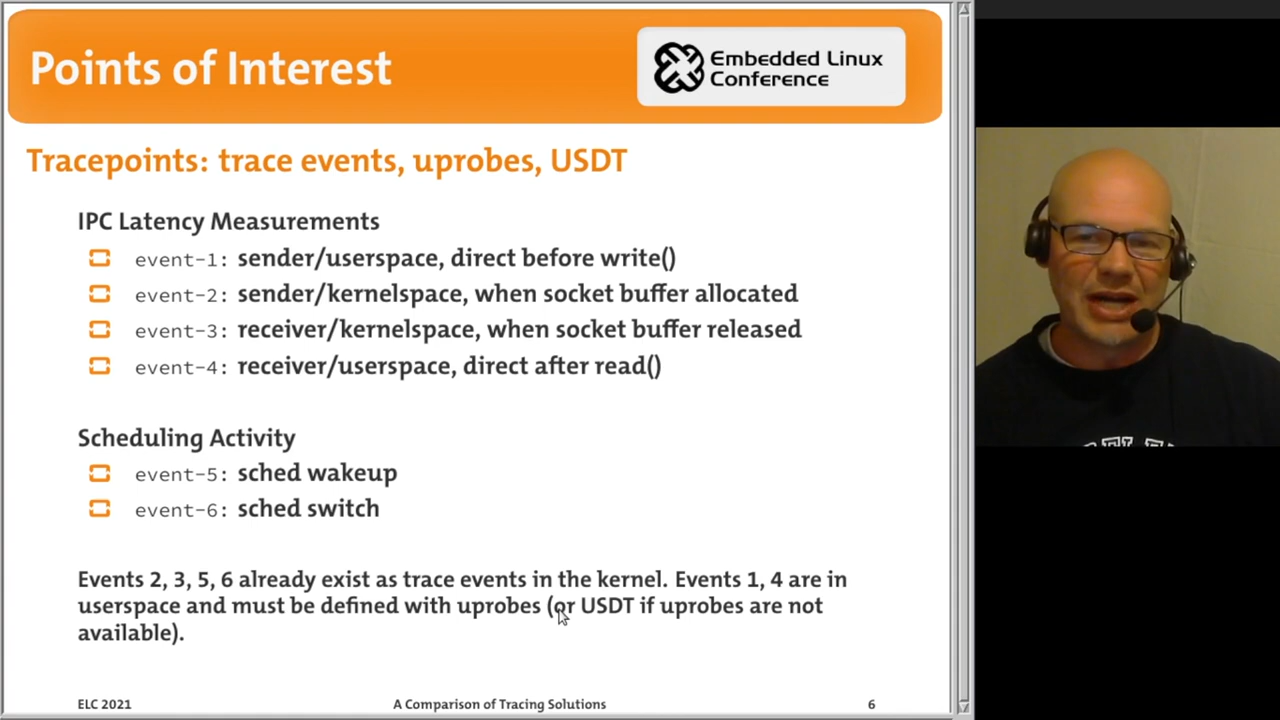 Points of Interest
Embedded Linux
Conference
Tracepoints: trace events, uprobes, USDT
IPC Latency Measurements
event-1: sender/userspace, direct before write()
event-2: sender/kernelspace, when socket buffer allocated
event-3: receiver/kernelspace, when socket buffer released
event-4: receiver/userspace, direct after read()
Scheduling Activity
event-5: sched wakeup
event-6: sched switch
Events 2, 3, 5, 6 already exist as trace events in the kernel. Events 1, 4 are in
userspace and must be defined with uprobes (or USDT if uprobes are not
available).
ELC 2021
A Comparison of Tracing Solutions
6